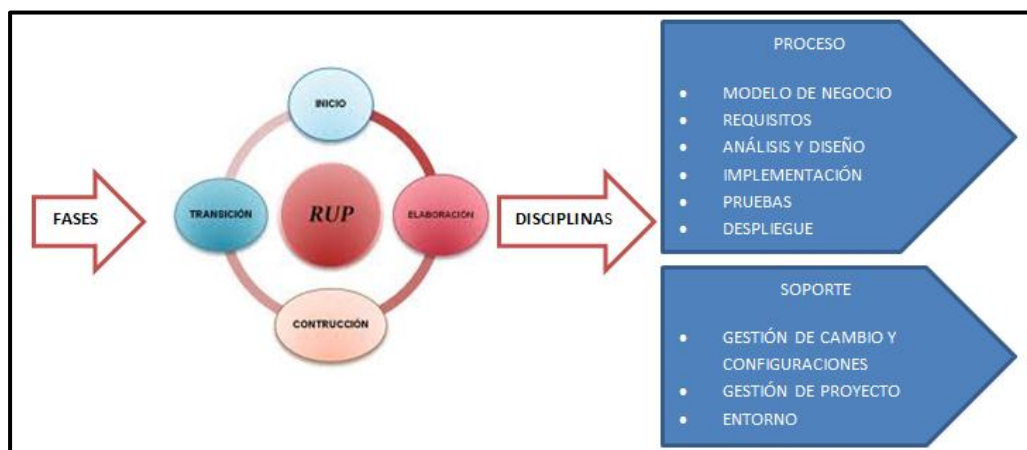 FASES
INICIO
TRANSICIÓN
RUP
ELABORACIÓN
CONTRUCCIÓN
DISCIPLINAS
PROCESO
• MODELO DE NEGOCIO
• REQUISITOS
• ANÁLISIS Y DISEÑO
• IMPLEMENTACIÓN
• PRUEBAS
• DESPLIEGUE
SOPORTE
• GESTIÓN DE CAMBIO Y
CONFIGURACIONES
• GESTIÓN DE PROYECTO
• ENTORNO